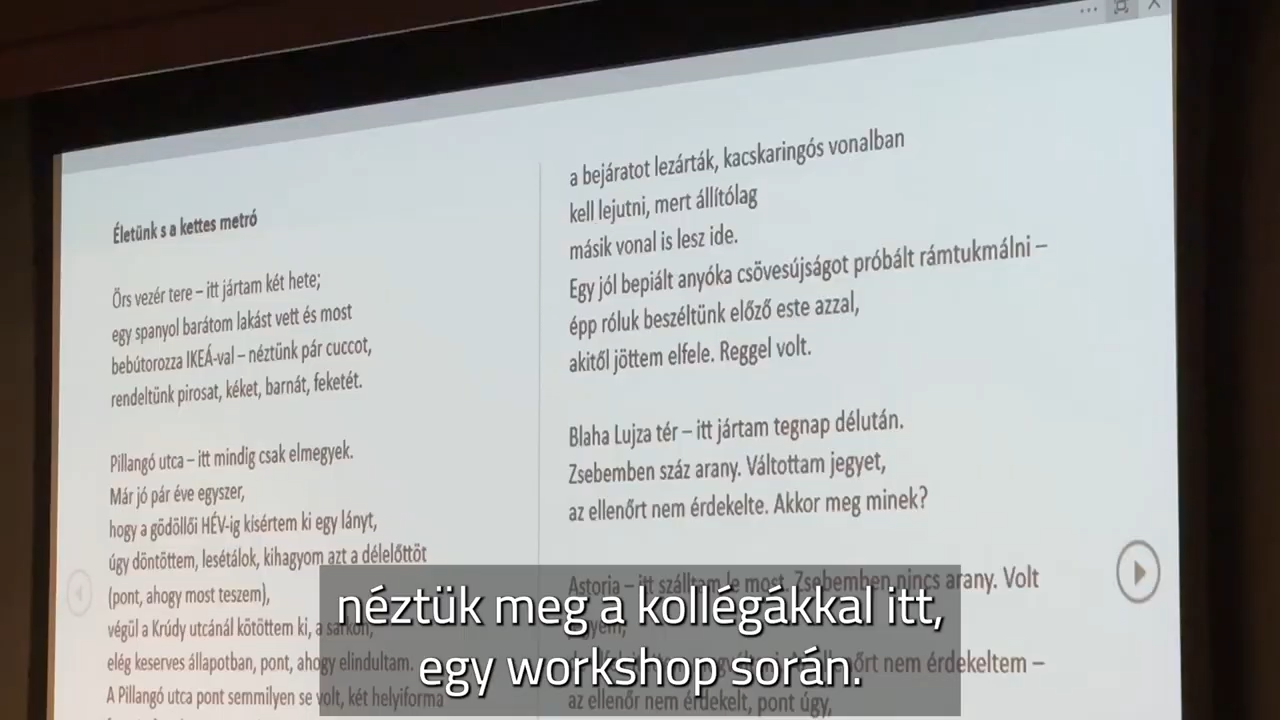 Életünk s a kettes metró
Örs vezér tere – itt jártam két hete;
egy spanyol barátom lakást vett és most
bebútorozza IKEÁ-val – néztünk pár cuccot,
rendeltünk pirosat, kéket, barnát, feketét.
Pillangó utca – itt mindig csak elmegyek.
Már jó pár éve egyszer,
hogy a gödöllői HÉV-ig kísértem ki egy lányt,
úgy döntöttem, lesétálok, kihagyom azt a délelőttöt
(pont, ahogy most teszem),
végül a Krúdy utcánál kötöttem ki, a sarkon,
elég keserves állapotban, pont, ahogy elindultam.
A Pillangó utca pont semmilyen se volt, két helyiforma
a bejáratot lezárták, kacskaringós vonalban
kell lejutni, mert állítólag
másik vonal is lesz ide.
Egy jól bepiált anyóka csövesújságot próbált rámtukmálni –
épp róluk beszéltünk előző este azzal,
akitől jöttem elfele. Reggel volt.
Blaha Lujza tér – itt jártam tegnap délután.
Zsebemben száz arany. Váltottam jegyet,
az ellenőrt nem érdekelte. Akkor meg minek?
Astoria – itt szálltam le most. Zsebemben nincs arany. Volt
jegyem,
ellenőrt nem érdekeltem –
az ellenőr nem érdekelt, pont úgy,
néztük meg a kollégákkal itt,
egy workshop során.